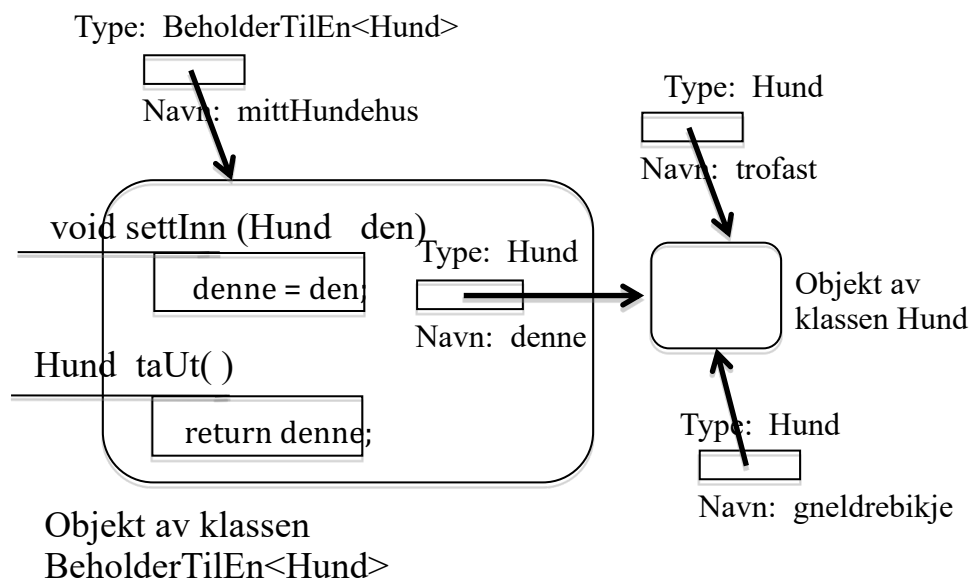 Type: BeholderTilEn<Hund>
Navn: mittHundehus
Type: Hund
Navn: trofast
void settInn (Hund den)
denne = den;
Type: Hund
Navn: denne
Objekt av
klassen Hund
Hund taUt( )
return denne;
Type: Hund
Navn: gneldrebikje
Objekt av klassen
BeholderTilEn<Hund>